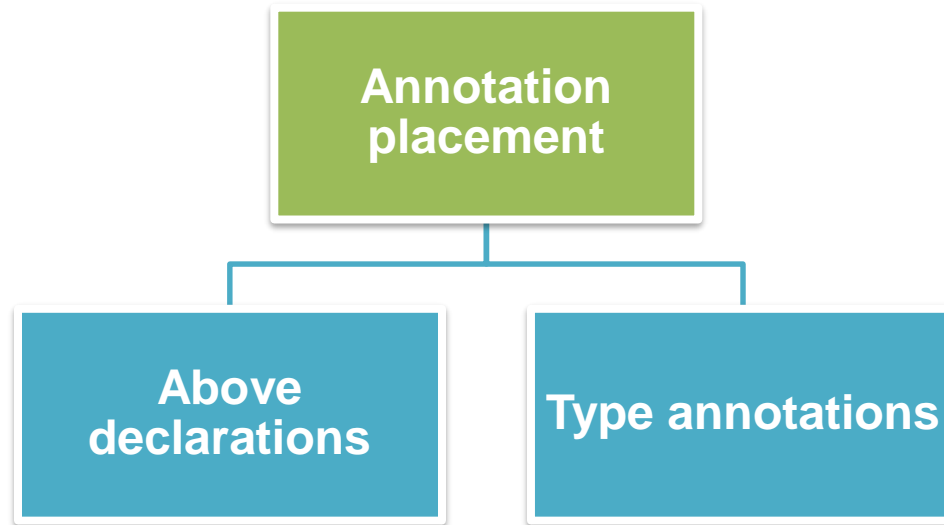 Annotation
placement
Above
declarations
Type annotations